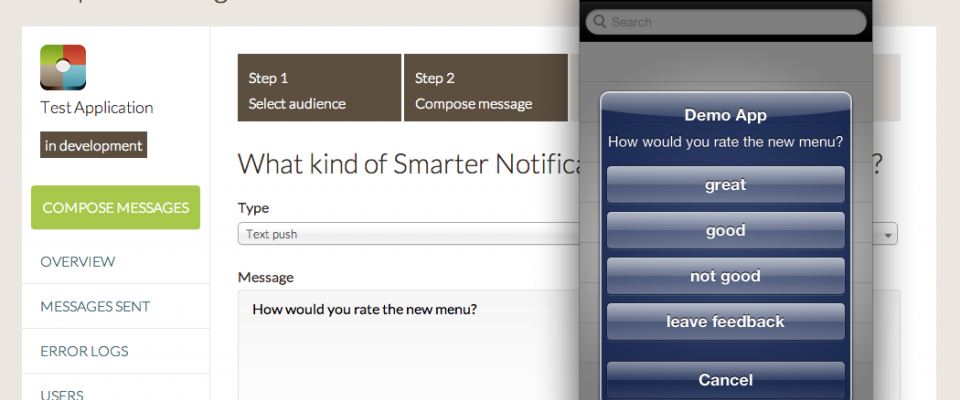 Test Application
in development
COMPOSE MESSAGES
OVERVIEW
MESSAGES SENT
ERROR LOGS
USERS
Step 1
Select audience
Step 2
Compose message
What kind of Smarter ?
Type
Text push
Message
How would you rate the new menu?
Search
Demo App
How would you rate the new menu?
great
good
not good
leave feedback
Cancel